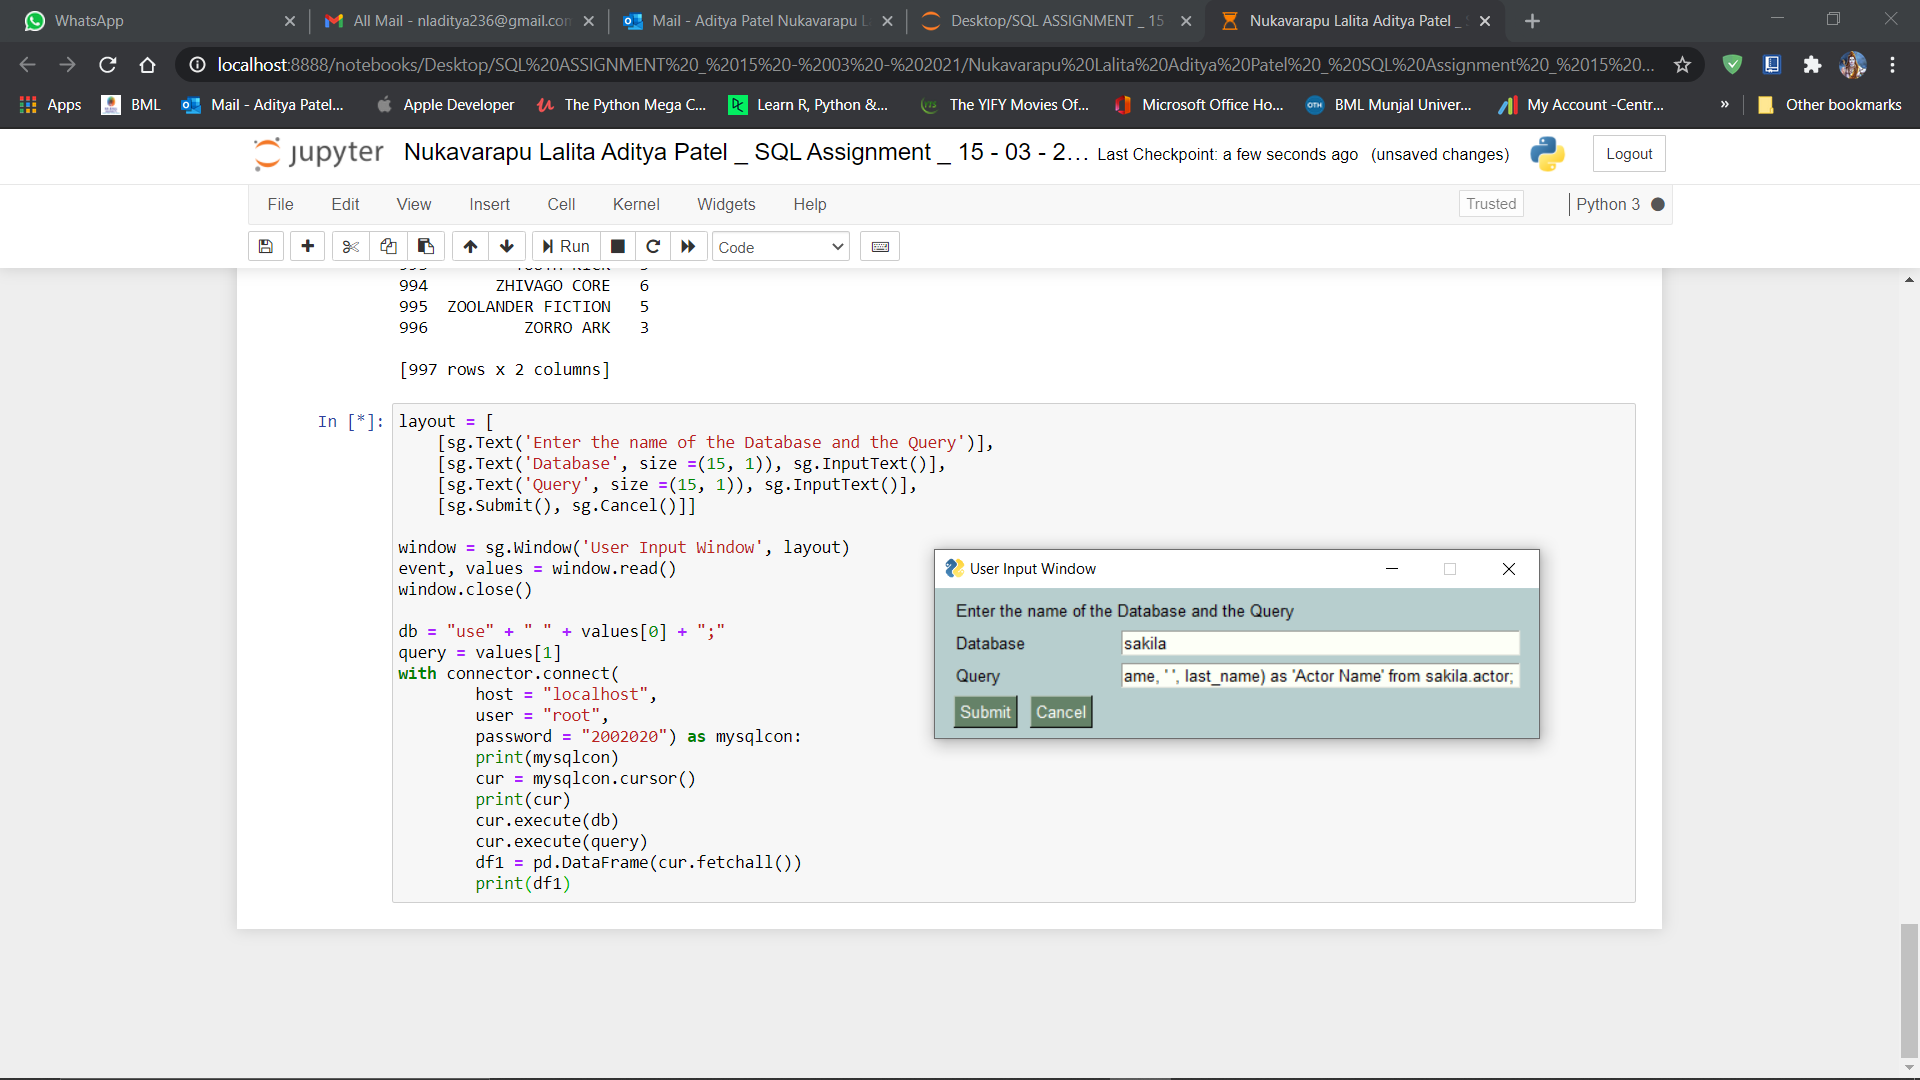 WhatsApp
All Mail - nladitya236@gmail.com
Mail - Aditya Patel Nukavarapu L
Desktop/SQL ASSIGNMENT _ 15
Nukavarapu Lalita Aditya Patel _
localhost:8888/notebooks/Desktop/SQL%20ASSIGNMENT%20_%2015%20-%2003%20-%202021/Nukavarapu%20Lalita%20Aditya%20Patel%20_%20SQL%20Assignment%20_%2015%20...
Apps
BML
Mail - Aditya Patel...
Apple Developer
The Python Mega C...
Learn R, Python &...
The YIFY Movies Of...
Microsoft Office Ho...
BML Munjal Univer...
My Account -Centr...
»
Other bookmarks
jupyter
Nukavarapu Lalita Aditya Patel _ SQL Assignment _ 15 - 03 - 2...
Last Checkpoint: a few seconds ago (unsaved changes)
Logout
File Edit View Insert Cell Kernel Widgets Help
Trusted
Python 3
Run
Code
994 ZHIVAGO CORE 6
995 ZOOLANDER FICTION 5
996 ZORRO ARK 3
[997 rows x 2 columns]
In [*]:
layout = [
[sg.Text('Enter the name of the Database and the Query')],
[sg.Text('Database', size =(15, 1)), sg.InputText()],
[sg.Text('Query', size =(15, 1)), sg.InputText()],
[sg.Submit(), sg.Cancel()]]
window = sg.Window('User Input Window', layout)
event, values = window.read()
window.close()
db = "use" + " " + values[0] + ";"
query = values[1]
with connector.connect(
host = "localhost",
user = "root",
password = "2002020") as mysqlcon:
print(mysqlcon)
cur = mysqlcon.cursor()
print(cur)
cur.execute(db)
cur.execute(query)
df1 = pd.DataFrame(cur.fetchall())
print(df1)
User Input Window
Enter the name of the Database and the Query
Database sakila
Query ame, ' ', last_name) as 'Actor Name' from sakila.actor;
Submit Cancel